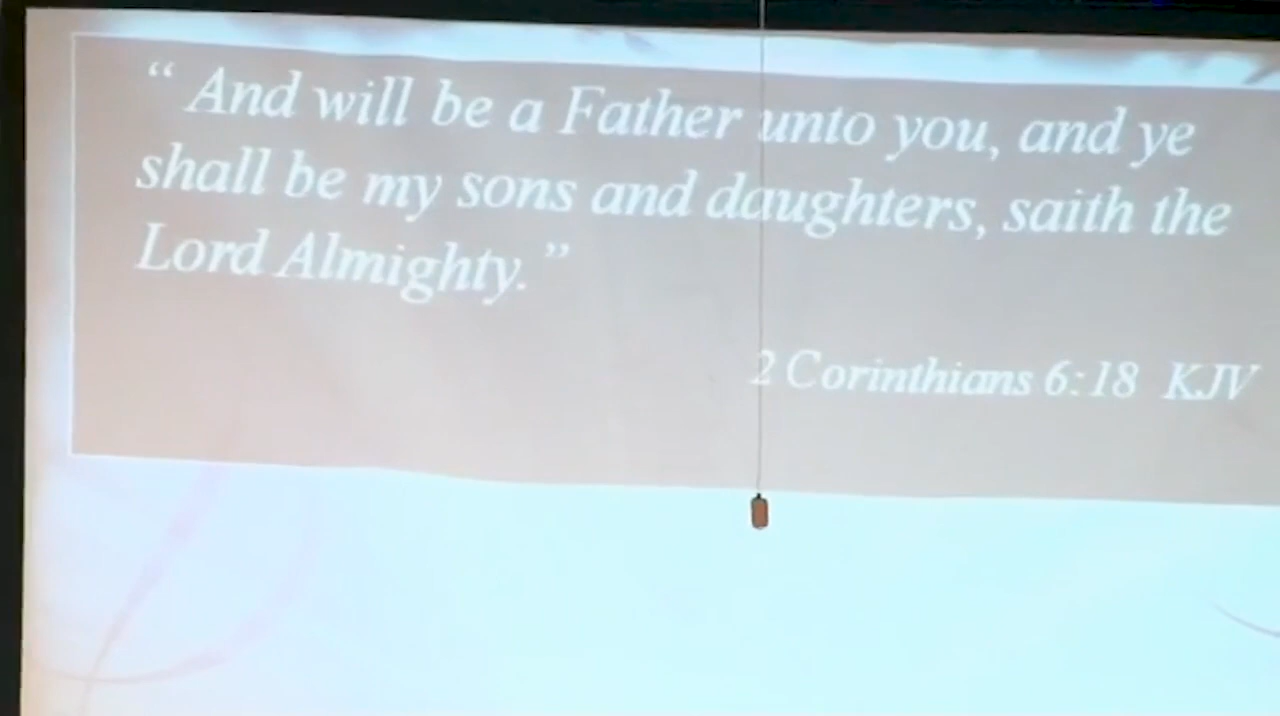 “ And will be a Father unto you, and ye
shall be my sons and daughters, saith the
Lord Almighty. ”
2 Corinthians 6:18 KJV